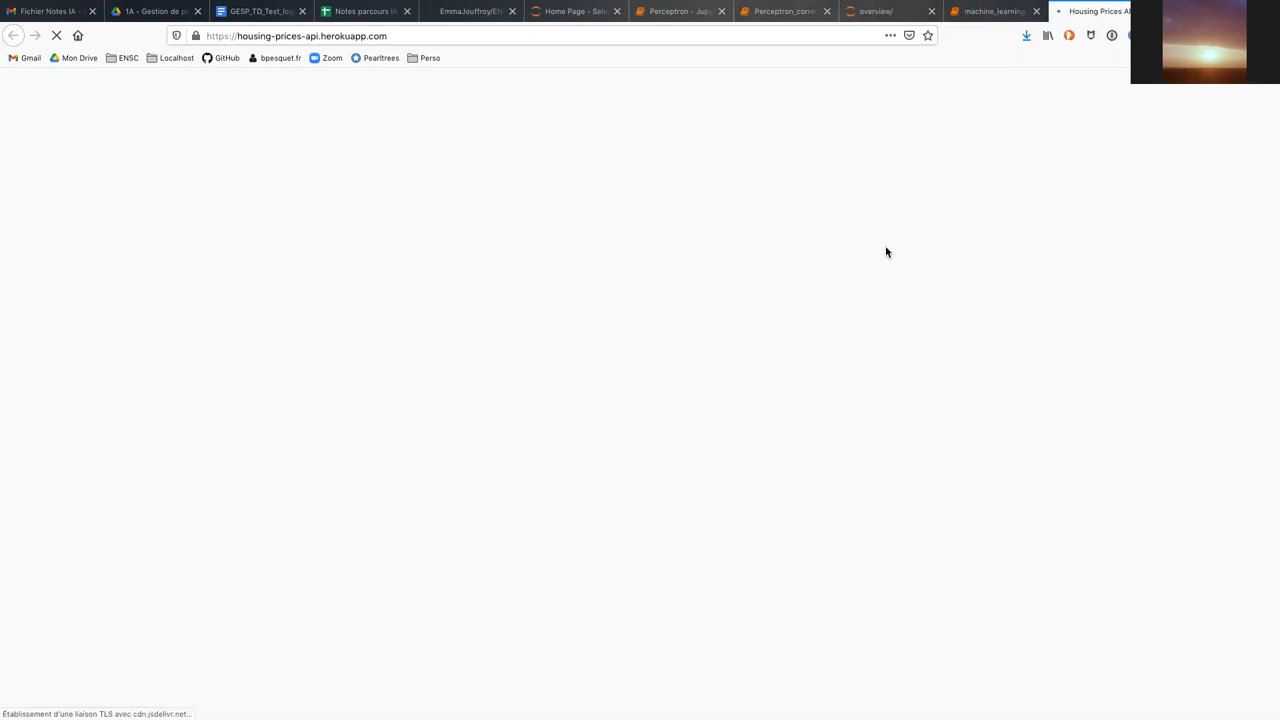 Fichier Notes IA -
1A - Gestion de p
GESP_TD_Test_log
Notes parcours IA
EmmaJouffroy/EN
Home Page - Sele
Perceptron - Jupy
Perceptron_corre
overview/
machine_learning
Housing Prices A
https://housing-prices-api.herokuapp.com
Gmail
Mon Drive
ENSC
Localhost
GitHub
bpesquet.fr
Zoom
Pearltrees
Perso
Établissement d'une liaison TLS avec cdn.jsdelivr.net...